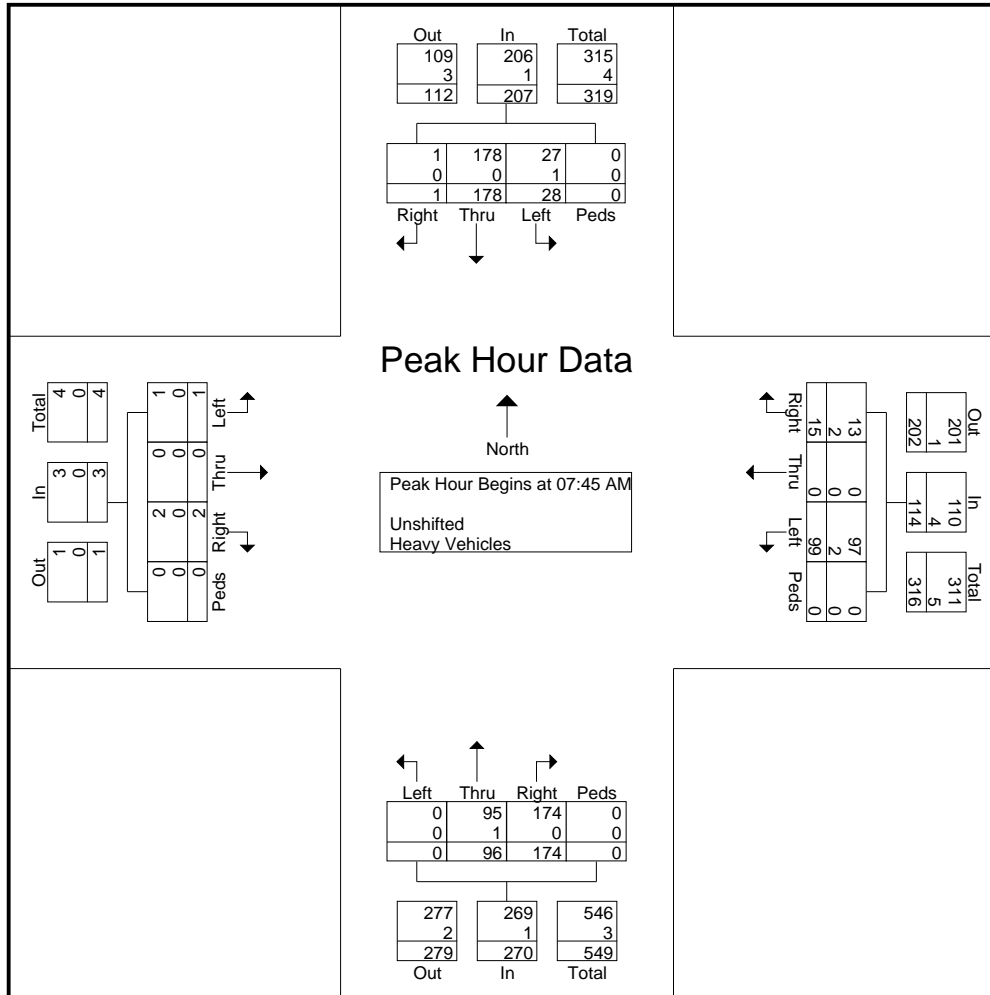 Out In Total
109 206 315
3 1 4
112 207 319
1 178 27 0
0 0 1 0
1 178 28 0
Right Thru Left Peds
Peak Hour Data
North
Peak Hour Begins at 07:45 AM
Unshifted
Heavy Vehicles
Left Thru Right Peds
1 0 2 0
0 0 0 0
1 0 2 0
Total In Out
4 3 1
0 0 0
4 3 1
Out In Total
201 110 311
1 4 5
202 114 316
13 0 97 0
2 0 2 0
15 0 99 0
Right Thru Left Peds
Left Thru Right Peds
0 95 174 0
0 1 0 0
0 96 174 0
277 269 546
2 1 3
279 270 549
Out In Total